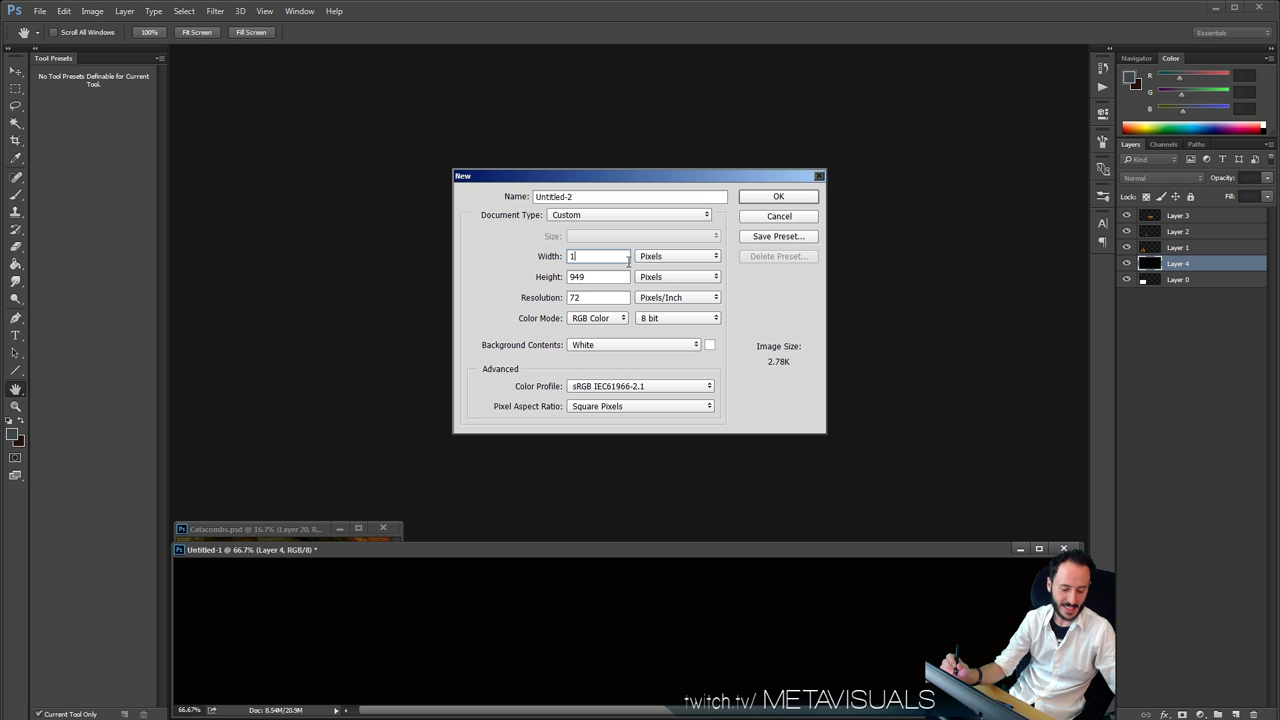 Ps File Edit Image Layer Type Select Filter 3D View Window Help
Scroll All Windows 100% Fit Screen Fill Screen Essentials
Tool Presets
No Tool Presets Definable for Current
Tool.
Navigator Color
R
G
B
Layers Channels Paths
Kind
Normal Opacity:
Lock: Fill:
Layer 3
Layer 2
Layer 1
Layer 4
Layer 0
New
Name: Untitled-2 OK
Document Type: Custom Cancel
Size: Save Preset...
Width: 1 Pixels Delete Preset...
Height: 949 Pixels
Resolution: 72 Pixels/Inch
Color Mode: RGB Color 8 bit
Background Contents: White
Image Size:
2.78K
Advanced
Color Profile: sRGB IEC61966-2.1
Pixel Aspect Ratio: Square Pixels
Catacombs.psd @ 16.7% (Layer 20, R...
Untitled-1 @ 66.7% (Layer 4, RGB/8) *
twitch.tv/ METAVISUALS
Current Tool Only 66.67% Doc: 8.54M/20.9M